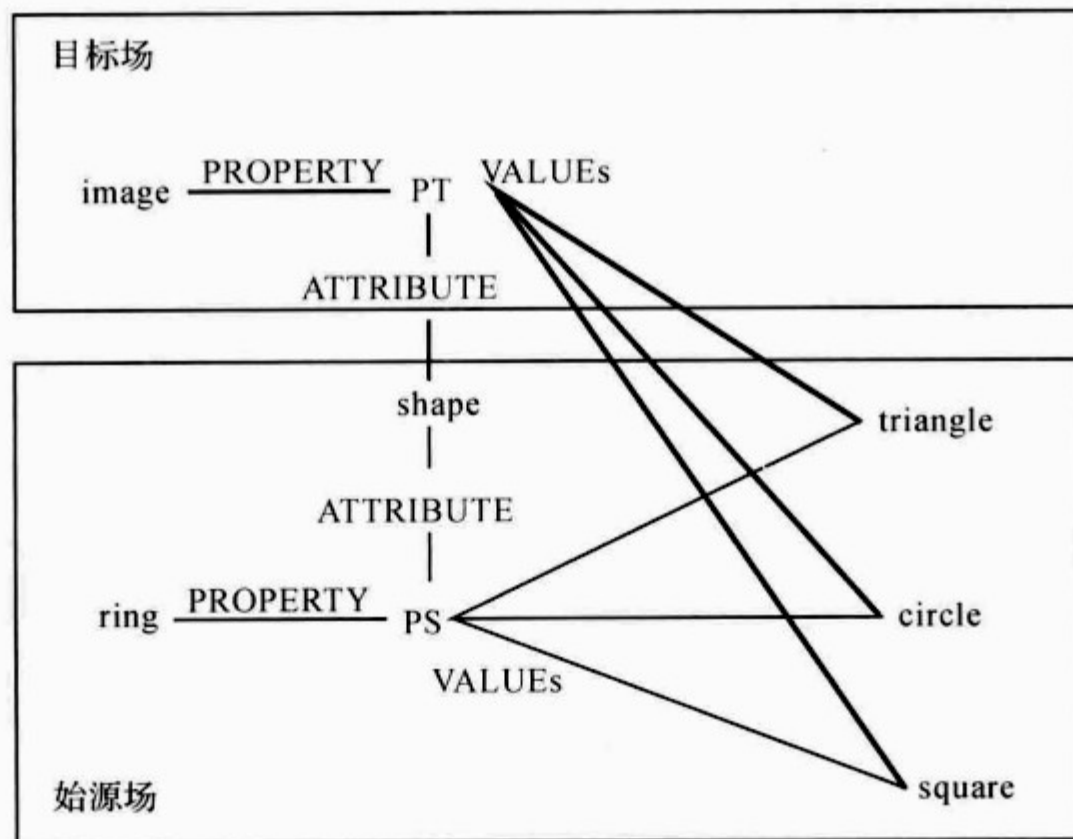 目标场
image PROPERTY PT VALUEs
ATTRIBUTE
shape
triangle
ATTRIBUTE
ring PROPERTY PS
circle
VALUEs
始源场
square